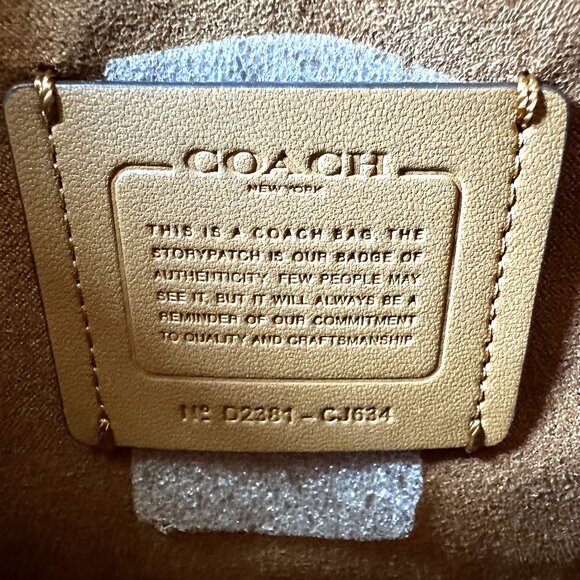 COACH
NEW YORK
THIS IS A COACH BAG. THE
STORYPATCH IS OUR BADGE OF
AUTHENTICITY. FEW PEOPLE MAY
SEE IT, BUT IT WILL ALWAYS BE A
REMINDER OF OUR COMMITMENT
TO QUALITY AND CRAFTSMANSHIP
Nº D2381 - CJ634